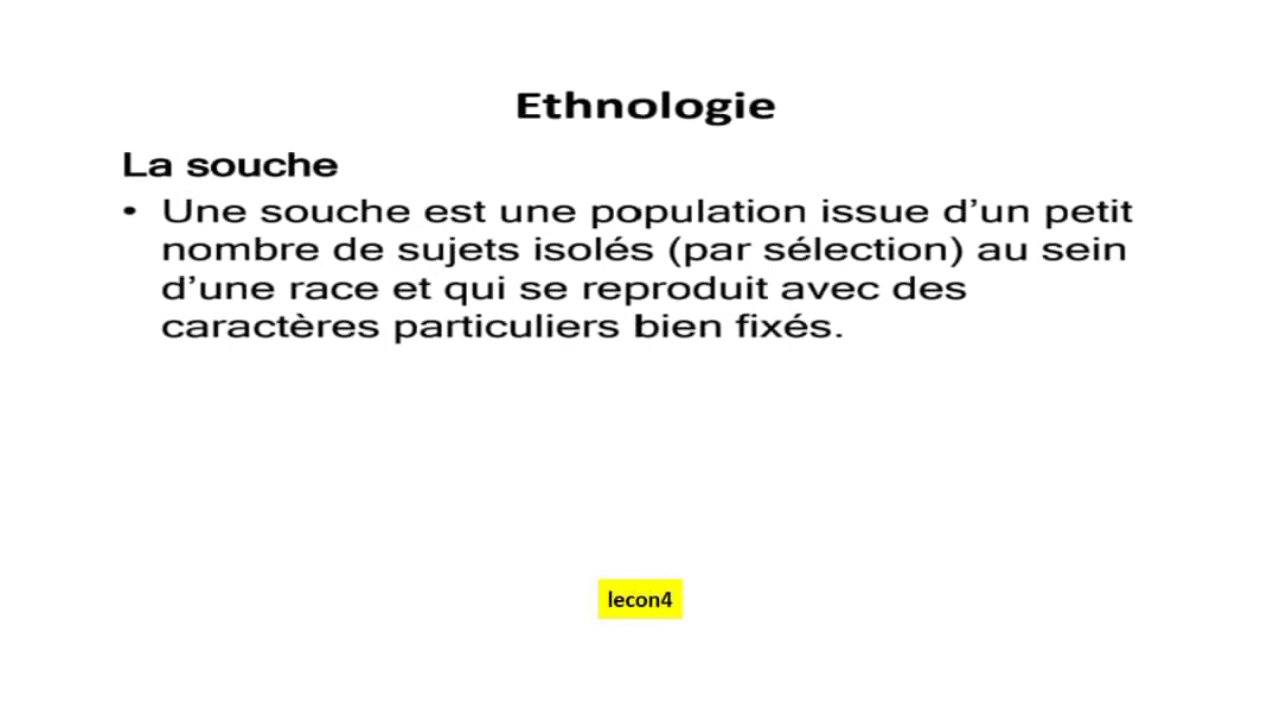 Ethnologie
La souche
• Une souche est une population issue d’un petit
nombre de sujets isolés (par sélection) au sein
d’une race et qui se reproduit avec des
caractères particuliers bien fixés.
lecon4